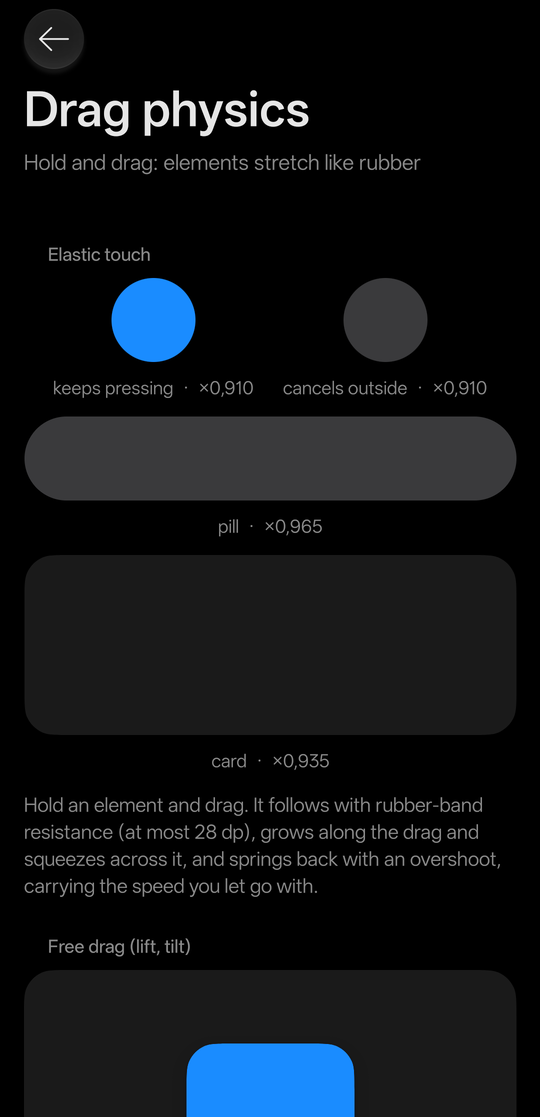 Drag physics
Hold and drag: elements stretch like rubber
Elastic touch
keeps pressing · ×0,910
cancels outside · ×0,910
pill · ×0,965
card · ×0,935
Hold an element and drag. It follows with rubber-band
resistance (at most 28 dp), grows along the drag and
squeezes across it, and springs back with an overshoot,
carrying the speed you let go with.
Free drag (lift, tilt)